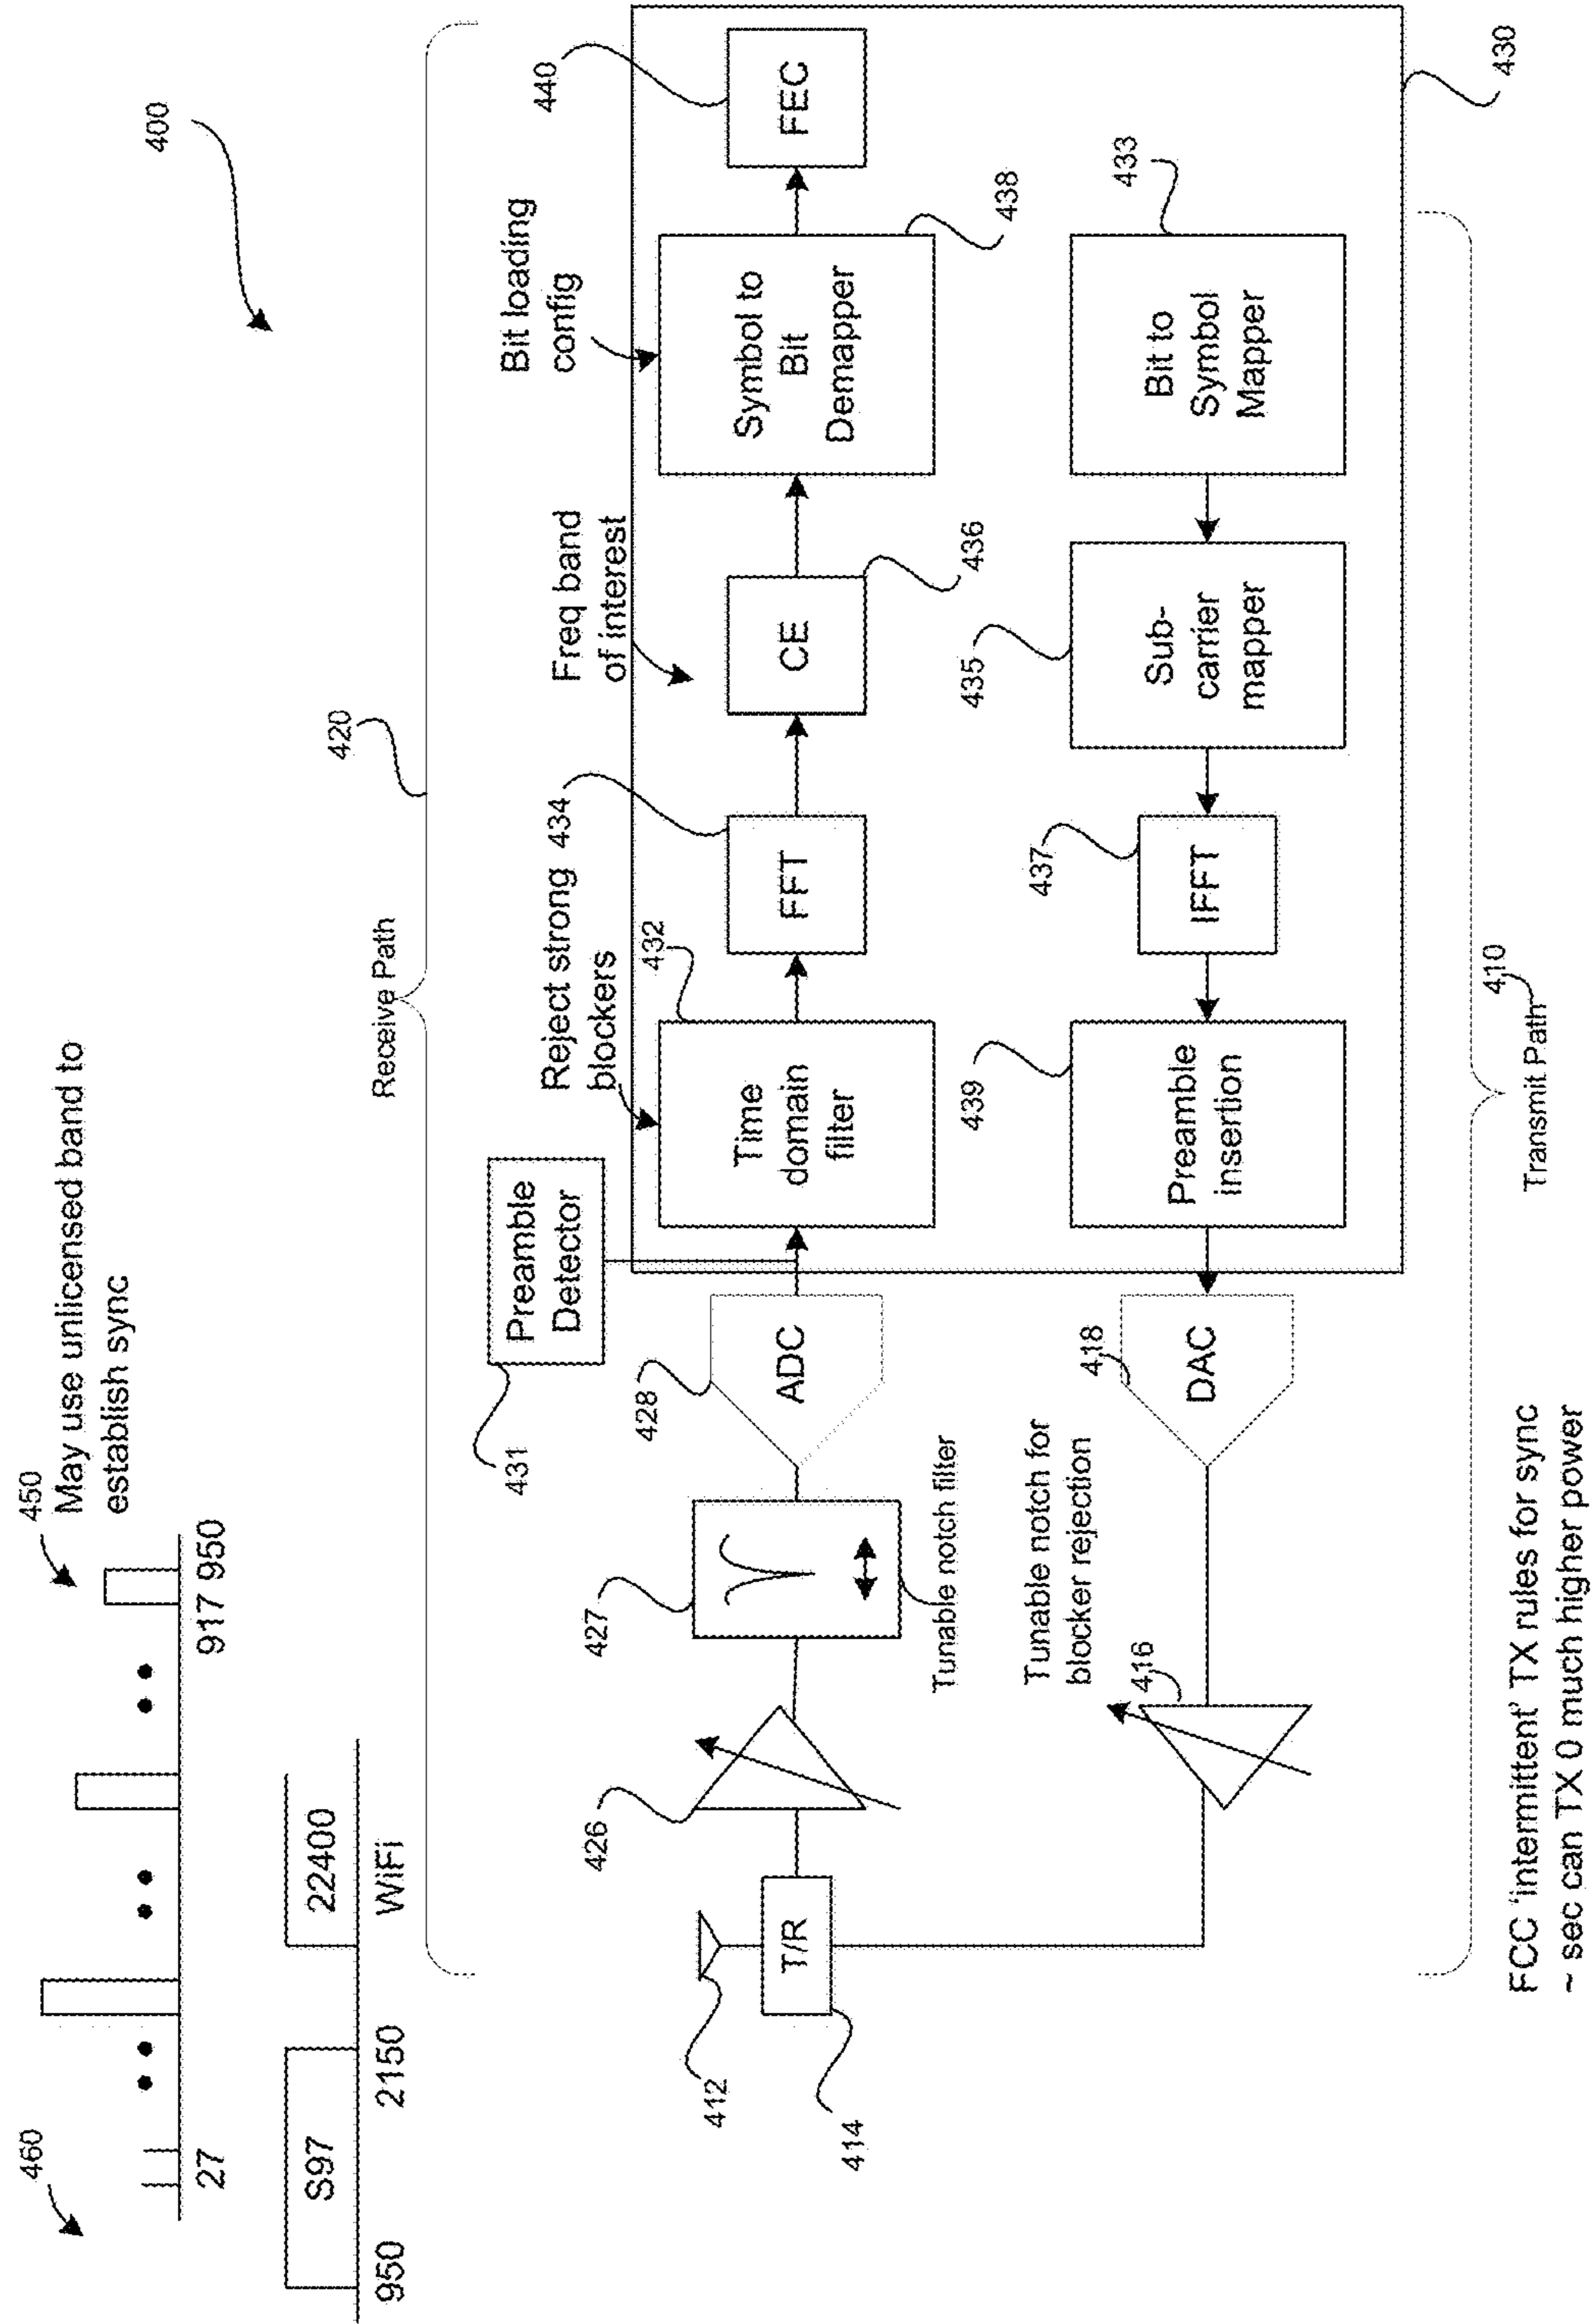 460
450
May use unlicensed band to
establish sync
27
917 950
S97
22400
950
2150
WiFi
400
Receive Path
420
Reject strong
blockers
Freq band
of interest
Bit loading
config
Preamble
Detector
431
412
T/R
414
426
427
Tunable notch filter
ADC
428
Time
domain
filter
432
FFT
434
CE
436
Symbol to
Bit
Demapper
438
FEC
440
Tunable notch for
blocker rejection
416
DAC
418
Preamble
insertion
439
IFFT
437
Sub-
carrier
mapper
435
Bit to
Symbol
Mapper
433
430
410
Transmit Path
FCC 'intermittent' TX rules for sync
~ sec can TX 0 much higher power